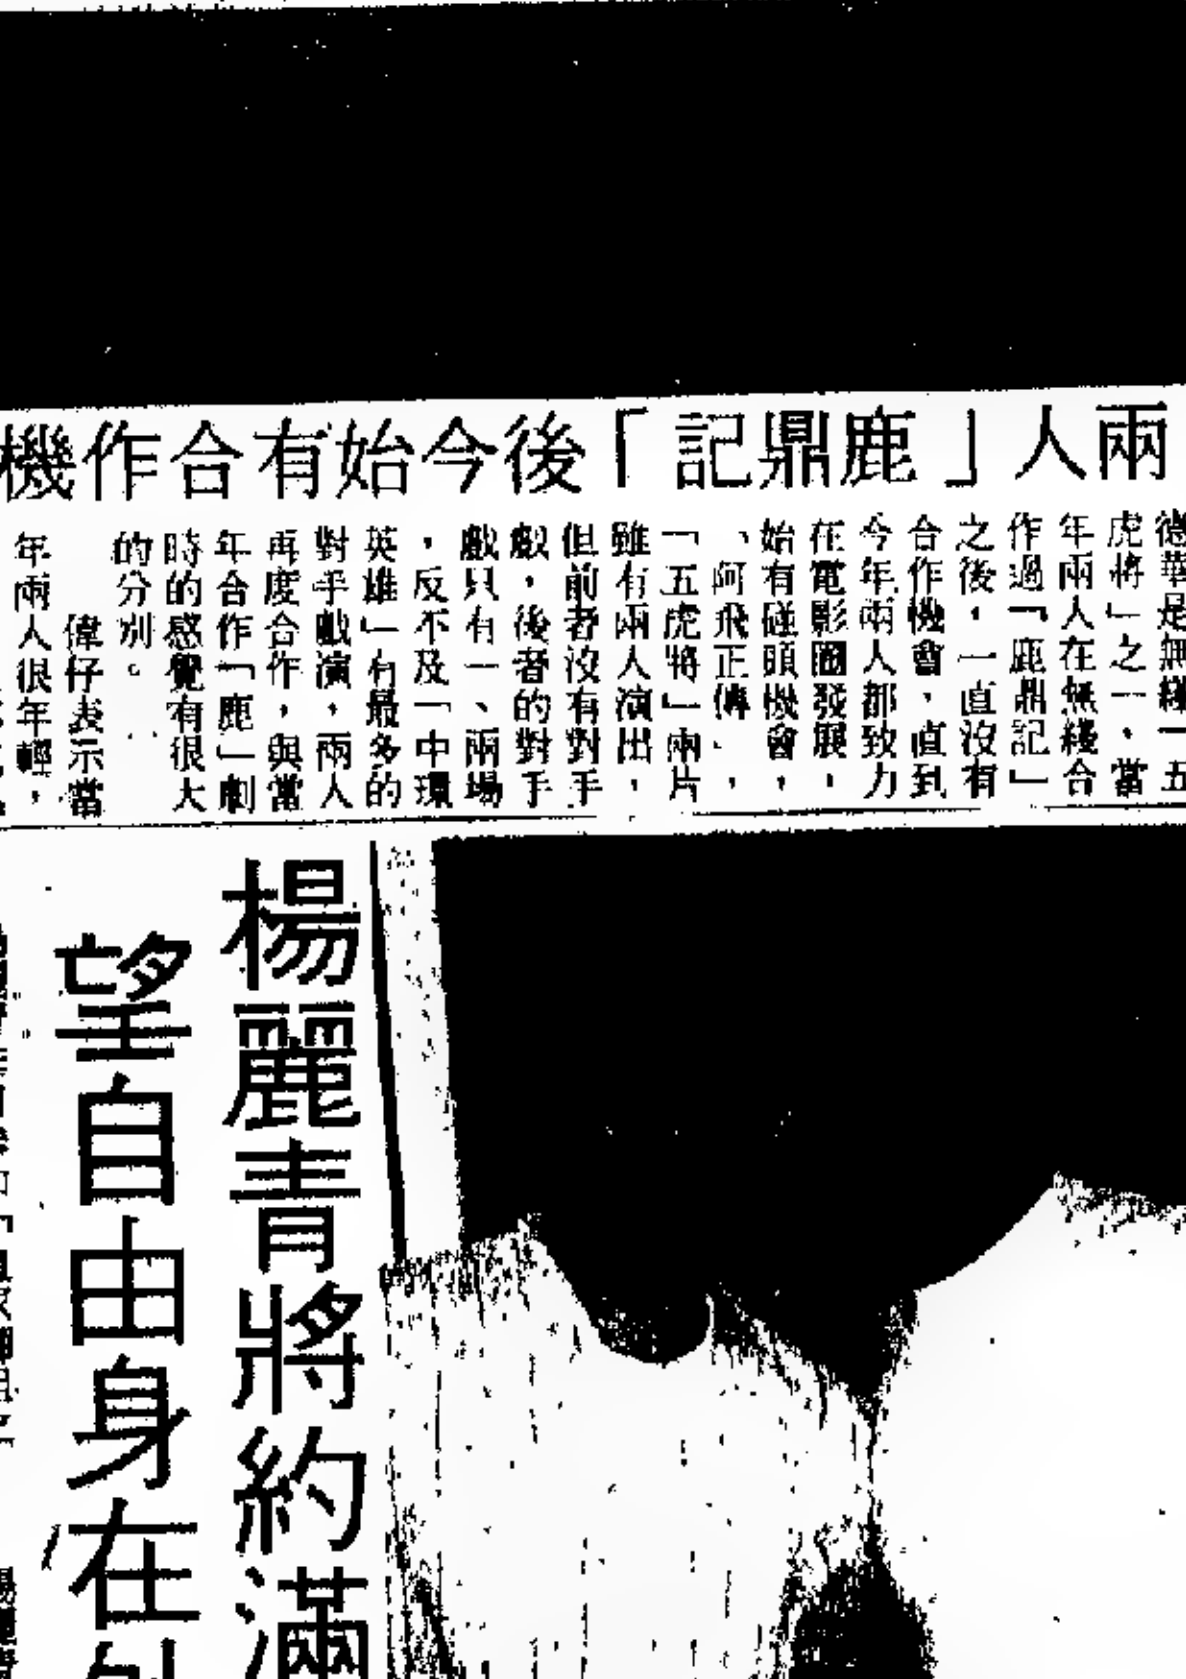 兩人「鹿鼎記」後今始有合作機
德華是無綫「五
虎將」之一，當
年兩人在無綫合
作過「鹿鼎記」
之後，一直沒有
合作機會，直到
今年兩人都致力
在電影圈發展，
始有碰頭機會，
「阿飛正傳」，
「五虎將」兩片
雖有兩人演出，
但前者沒有對手
戲，後者的對手
戲只有一、兩場
，反不及「中環
英雄」有最多的
對手戲演，兩人
再度合作，與當
年合作「鹿」劇
時的感覺有很大
的分別。
偉仔表示當
年兩人很年輕，
楊麗青將約滿
望自由身在外